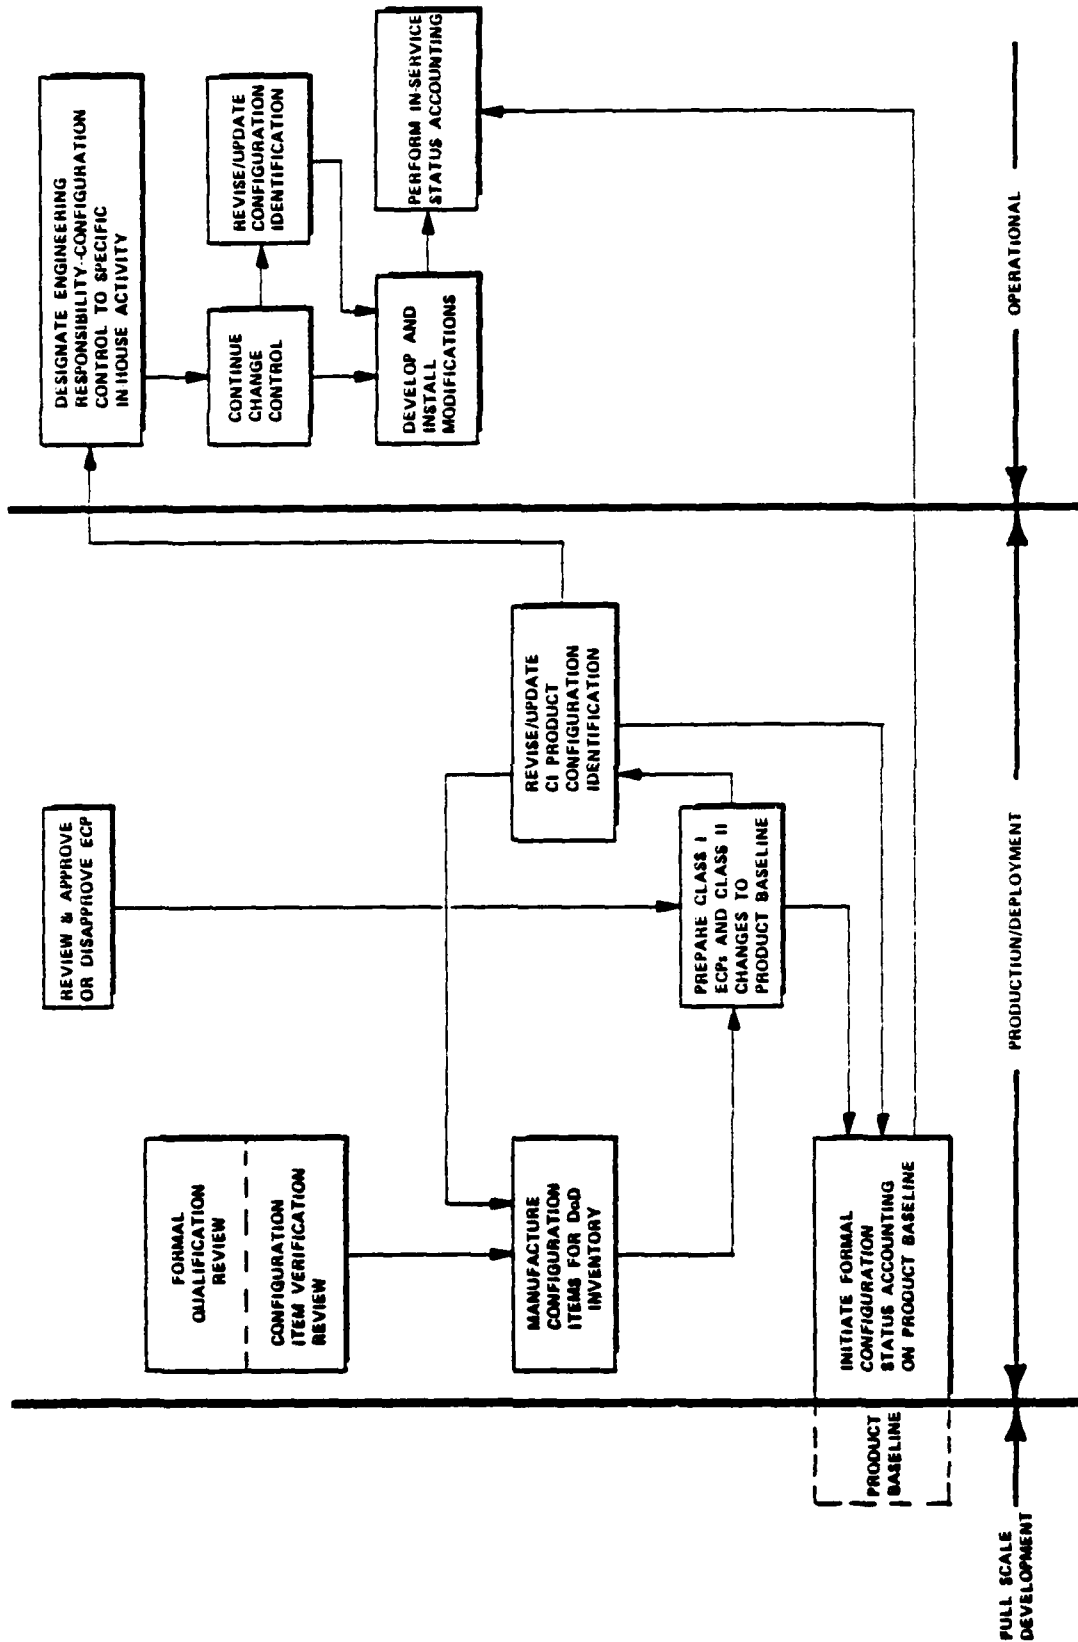 FORMAL
QUALIFICATION
REVIEW
CONFIGURATION
ITEM VERIFICATION
REVIEW
REVIEW & APPROVE
OR DISAPPROVE ECP
DESIGNATE ENGINEERING
RESPONSIBILITY--CONFIGURATION
CONTROL TO SPECIFIC
IN-HOUSE ACTIVITY
CONTINUE
CHANGE
CONTROL
REVISE/UPDATE
CONFIGURATION
IDENTIFICATION
DEVELOP AND
INSTALL
MODIFICATIONS
PERFORM IN-SERVICE
STATUS ACCOUNTING
MANUFACTURE
CONFIGURATION
ITEMS FOR DoD
INVENTORY
REVISE/UPDATE
CI PRODUCT
CONFIGURATION
IDENTIFICATION
PREPARE CLASS I
ECPs AND CLASS II
CHANGES TO
PRODUCT BASELINE
PRODUCT
BASELINE
INITIATE FORMAL
CONFIGURATION
STATUS ACCOUNTING
ON PRODUCT BASELINE
FULL SCALE
DEVELOPMENT
PRODUCTION/DEPLOYMENT
OPERATIONAL